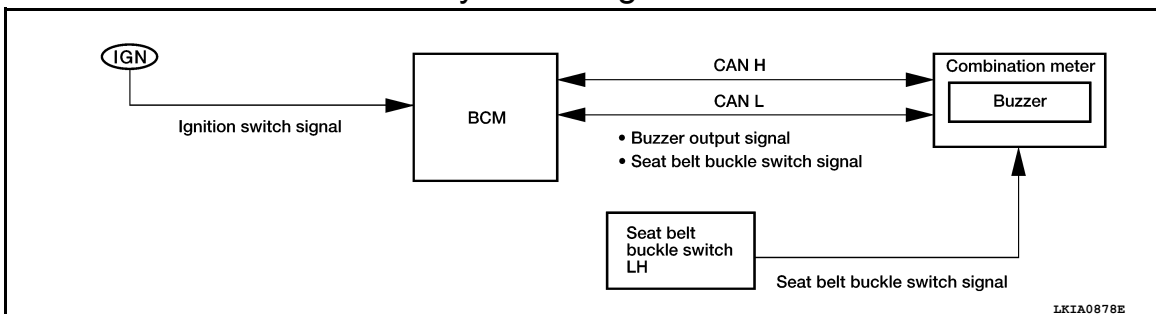 IGN
Ignition switch signal
BCM
CAN H
CAN L
• Buzzer output signal
• Seat belt buckle switch signal
Combination meter
Buzzer
Seat belt
buckle switch
LH
Seat belt buckle switch signal
LKIA0878E